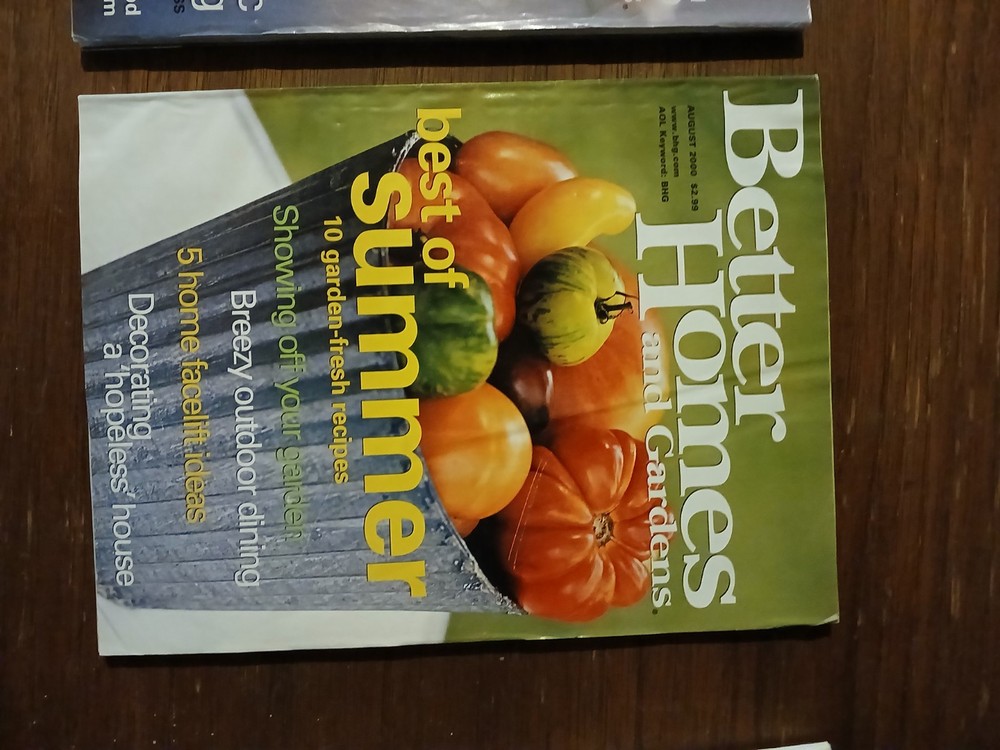 Better
Homes
and Gardens®
AUGUST 2000 $2.99
www.bhg.com
AOL Keyword: BHG
best of
summer
10 garden-fresh recipes
Showing off your garden
Breezy outdoor dining
5 home facelift ideas
Decorating
a 'hopeless' house